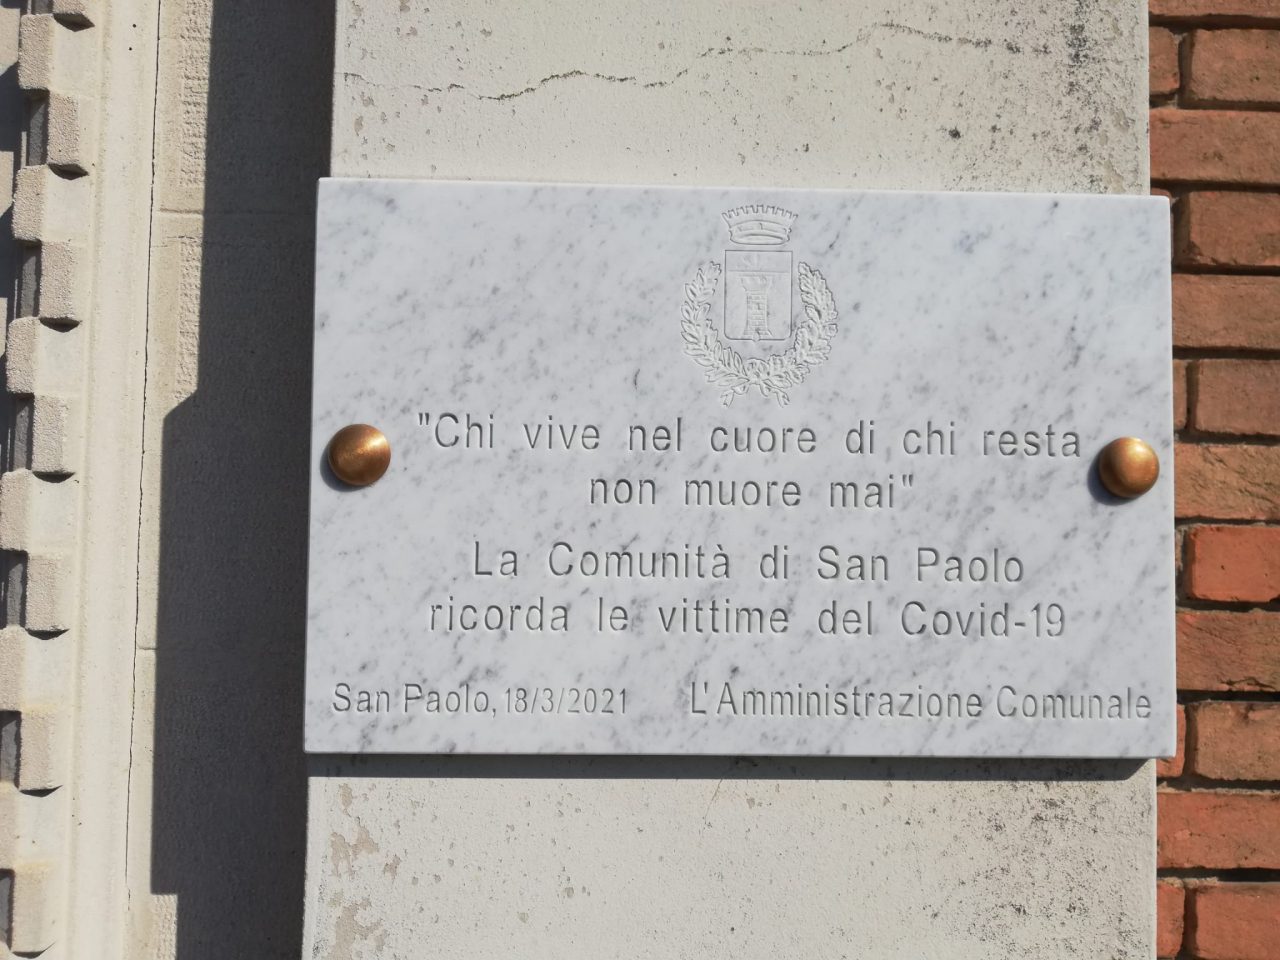 "Chi vive nel cuore di chi resta
non muore mai"
La Comunità di San Paolo
ricorda le vittime del Covid-19
San Paolo, 18/3/2021 L'Amministrazione Comunale